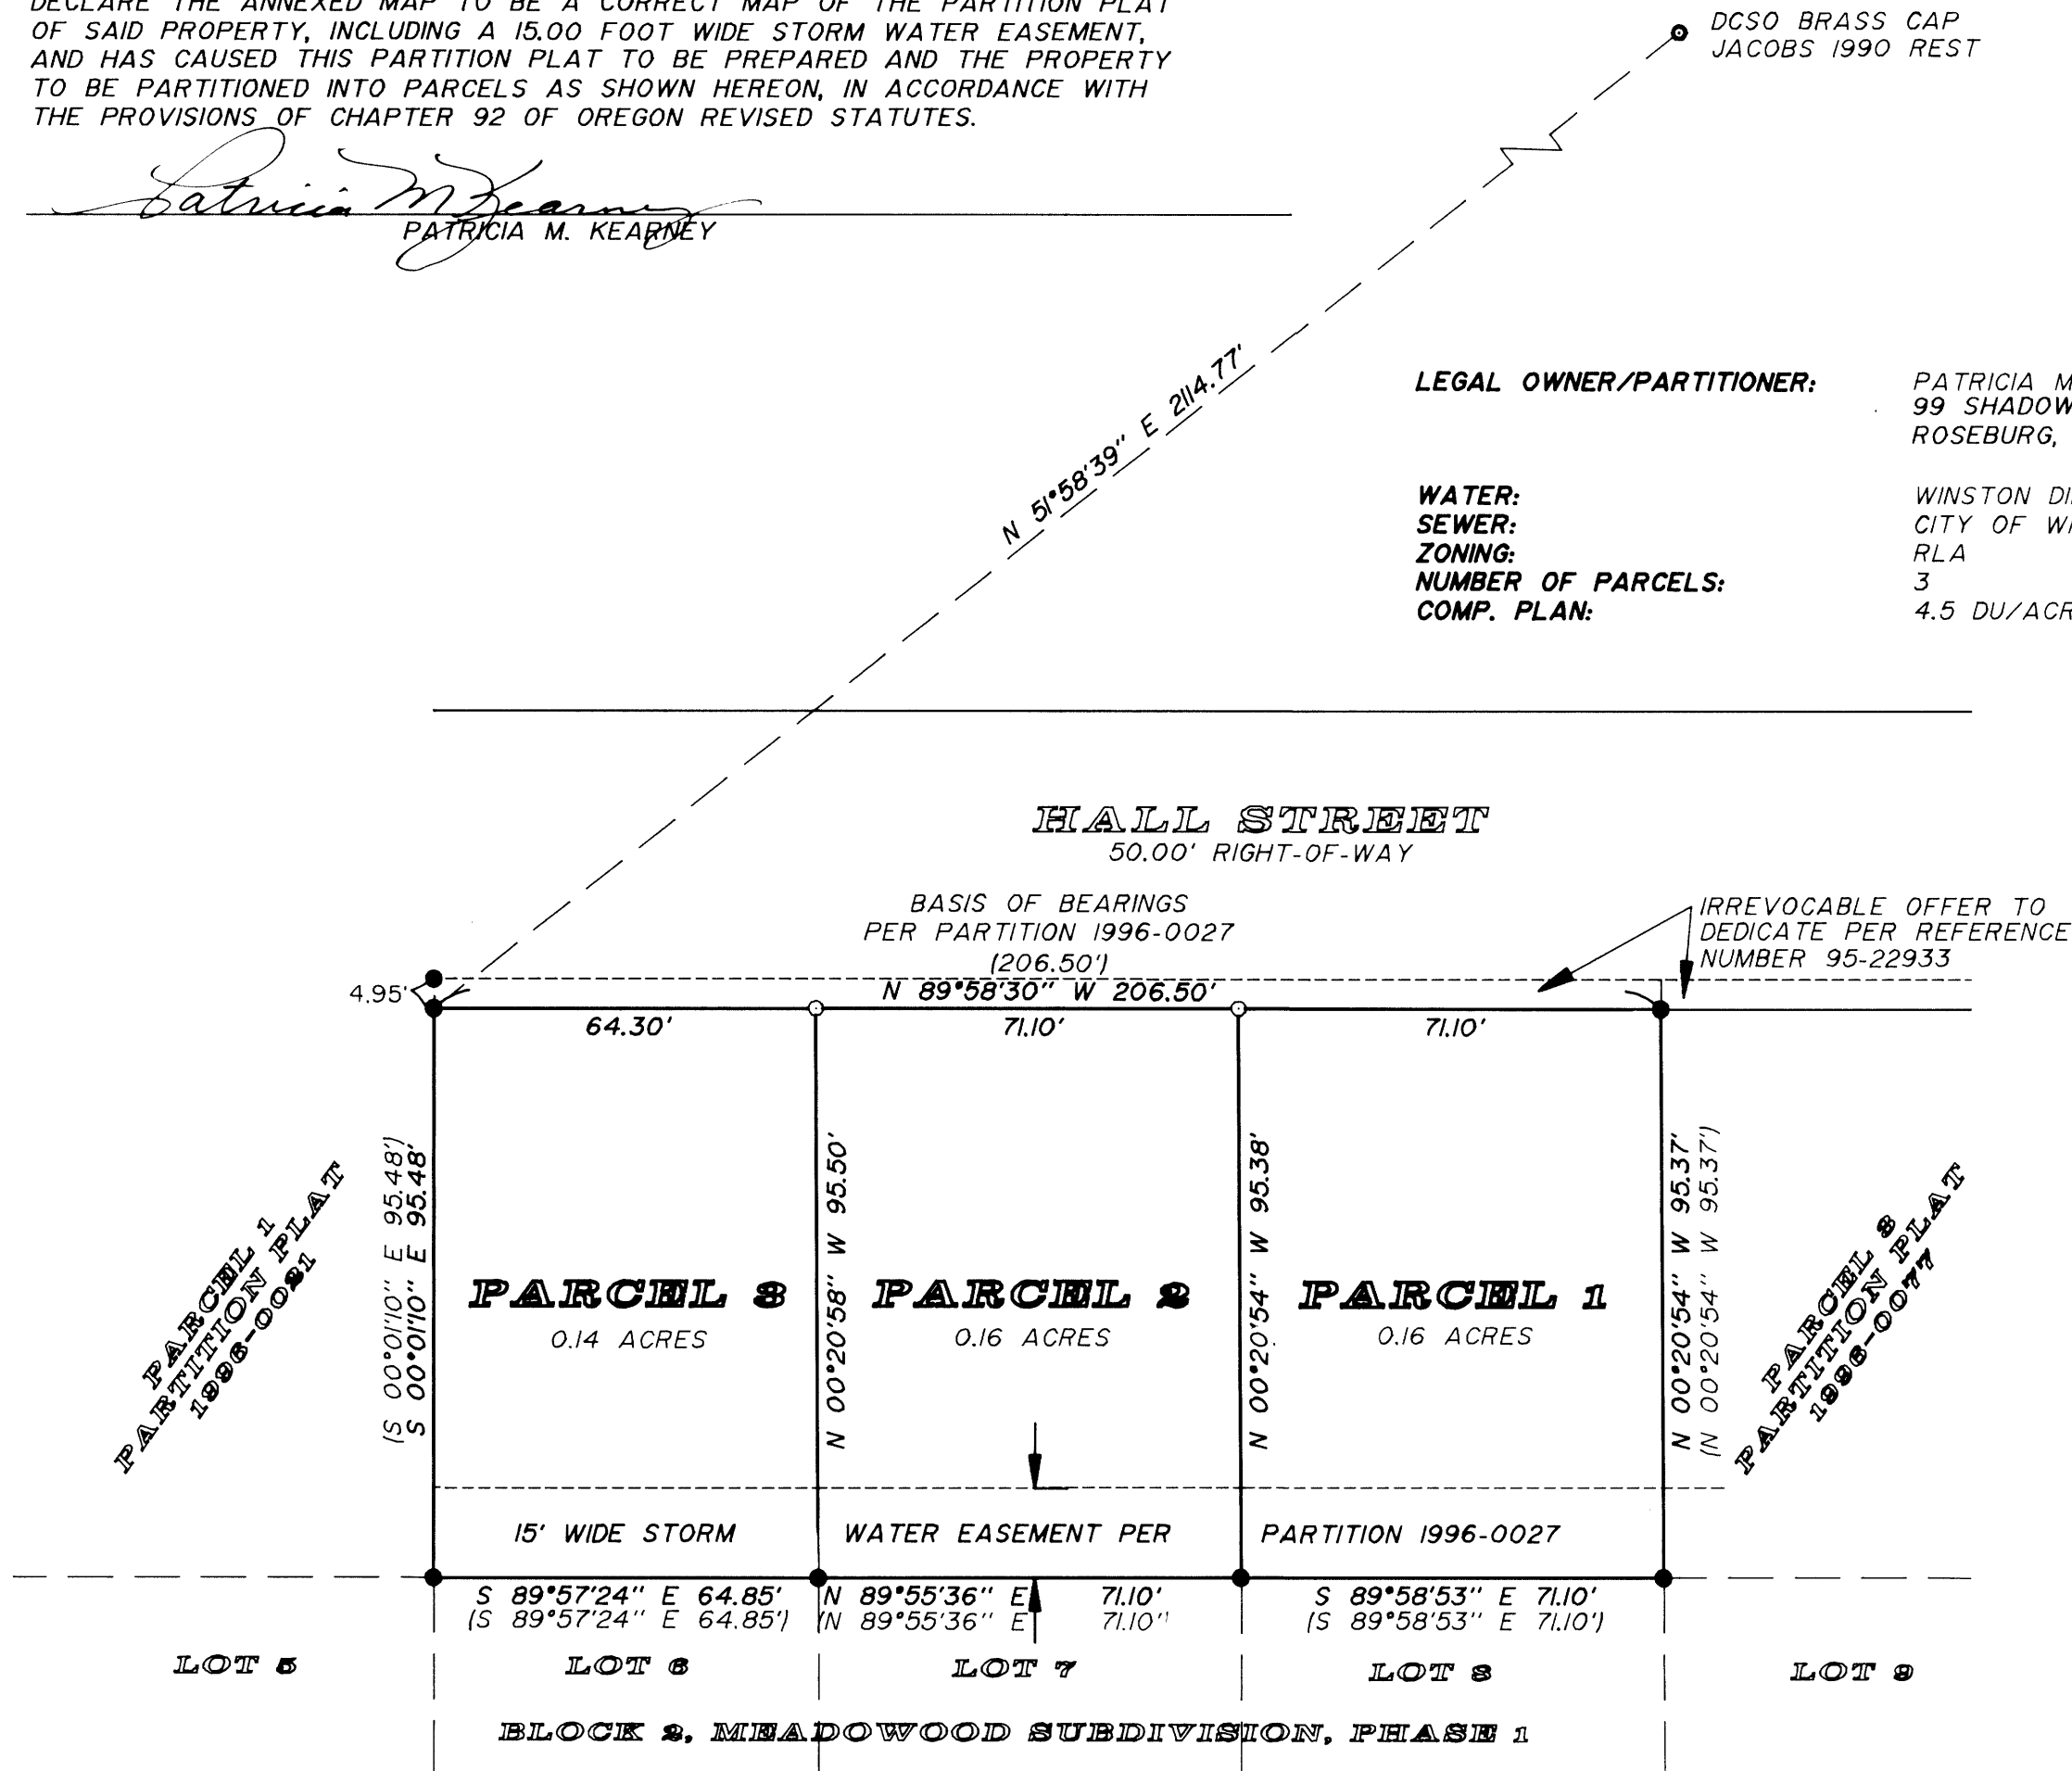 DECLARE THE ANNEXED MAP TO BE A CORRECT MAP OF THE PARTITION PLAT
OF SAID PROPERTY, INCLUDING A 15.00 FOOT WIDE STORM WATER EASEMENT,
AND HAS CAUSED THIS PARTITION PLAT TO BE PREPARED AND THE PROPERTY
TO BE PARTITIONED INTO PARCELS AS SHOWN HEREON, IN ACCORDANCE WITH
THE PROVISIONS OF CHAPTER 92 OF OREGON REVISED STATUTES.
Patricia M Kearney
PATRICIA M. KEARNEY
DCSO BRASS CAP
JACOBS 1990 REST
N 51°58'39" E 2114.77'
LEGAL OWNER/PARTITIONER: PATRICIA M
99 SHADOW
ROSEBURG,
WATER: WINSTON DI
SEWER: CITY OF WI
ZONING: RLA
NUMBER OF PARCELS: 3
COMP. PLAN: 4.5 DU/ACR
HALL STREET
50.00' RIGHT-OF-WAY
BASIS OF BEARINGS
PER PARTITION 1996-0027
(206.50')
N 89°58'30" W 206.50'
IRREVOCABLE OFFER TO
DEDICATE PER REFERENCE
NUMBER 95-22933
4.95'
64.30' 71.10' 71.10'
PARCEL 1
PARTITION PLAT
1996-0021
(S 00°01'10" E 95.48')
S 00°01'10" E 95.48'
N 00°20'58" W 95.50'
N 00°20'54" W 95.38'
N 00°20'54" W 95.37'
(N 00°20'54" W 95.37')
PARCEL 3
PARTITION PLAT
1996-0077
PARCEL 3 PARCEL 2 PARCEL 1
0.14 ACRES 0.16 ACRES 0.16 ACRES
15' WIDE STORM WATER EASEMENT PER PARTITION 1996-0027
S 89°57'24" E 64.85' N 89°55'36" E 71.10' S 89°58'53" E 71.10'
(S 89°57'24" E 64.85') (N 89°55'36" E 71.10') (S 89°58'53" E 71.10')
LOT 5 LOT 6 LOT 7 LOT 8 LOT 9
BLOCK 2, MEADOWOOD SUBDIVISION, PHASE 1